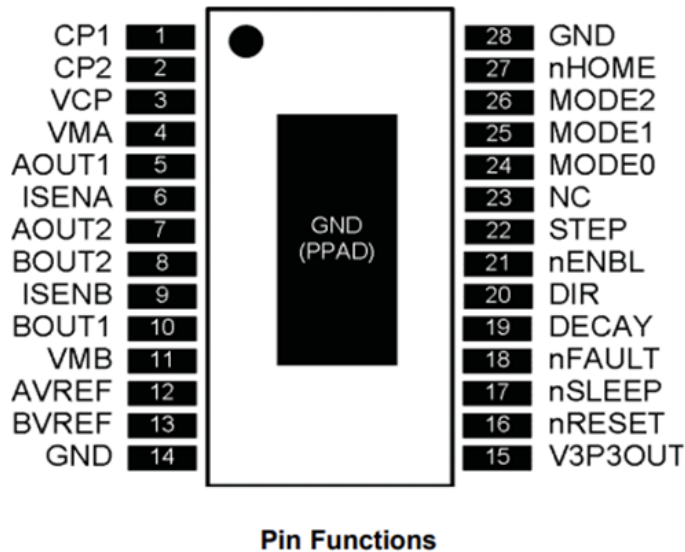 CP1 1 28 GND
CP2 2 27 nHOME
VCP 3 26 MODE2
VMA 4 25 MODE1
AOUT1 5 24 MODE0
ISENA 6 23 NC
AOUT2 7 22 STEP
BOUT2 8 21 nENBL
ISENB 9 20 DIR
BOUT1 10 19 DECAY
VMB 11 18 nFAULT
AVREF 12 17 nSLEEP
BVREF 13 16 nRESET
GND 14 15 V3P3OUT
GND
(PPAD)
Pin Functions